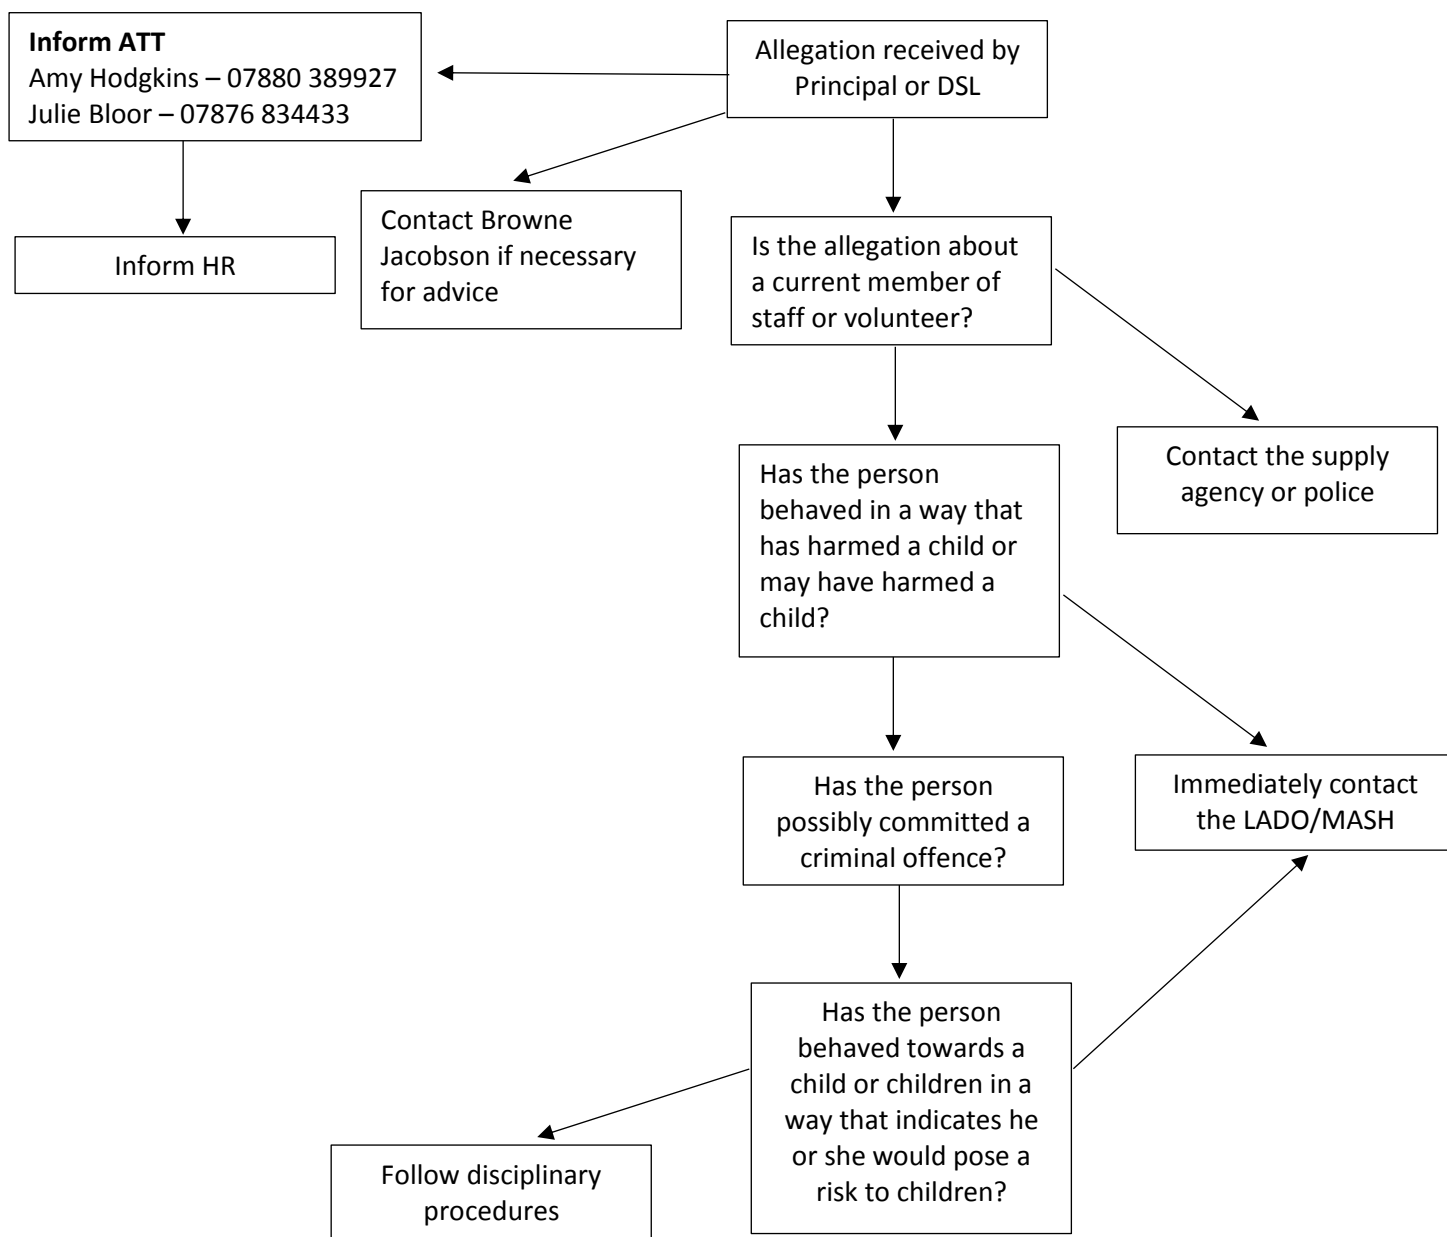 Inform ATT
Amy Hodgkins – 07880 389927
Julie Bloor – 07876 834433
Allegation received by
Principal or DSL
Inform HR
Contact Browne
Jacobson if necessary
for advice
Is the allegation about
a current member of
staff or volunteer?
Contact the supply
agency or police
Has the person
behaved in a way that
has harmed a child or
may have harmed a
child?
Has the person
possibly committed a
criminal offence?
Immediately contact
the LADO/MASH
Has the person
behaved towards a
child or children in a
way that indicates he
or she would pose a
risk to children?
Follow disciplinary
procedures